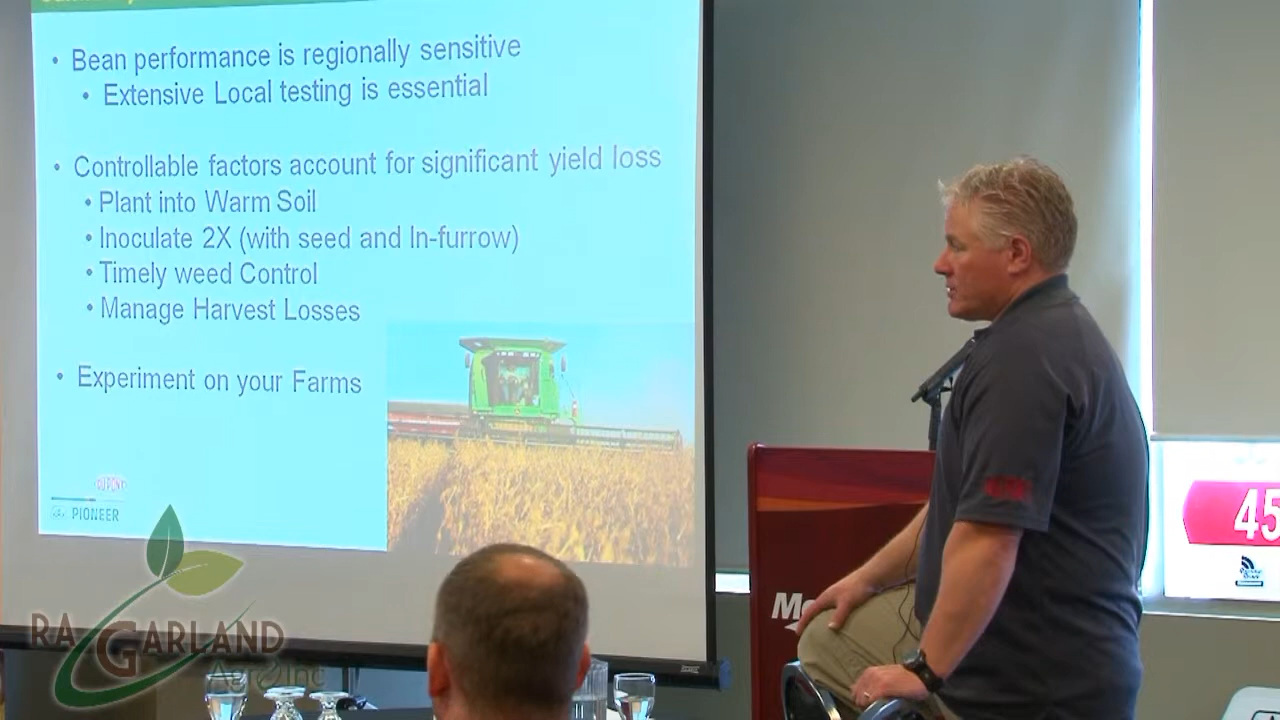 • Bean performance is regionally sensitive
• Extensive Local testing is essential
• Controllable factors account for significant yield loss
• Plant into Warm Soil
• Inoculate 2X (with seed and In-furrow)
• Timely weed Control
• Manage Harvest Losses
• Experiment on your Farms
PIONEER
RA GARLAND
Agro Inc
45